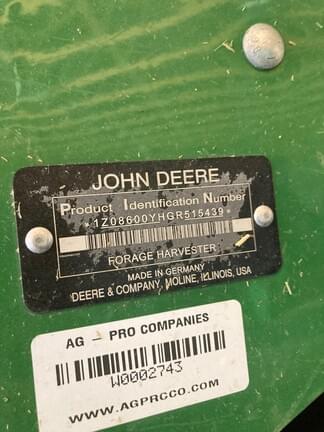 JOHN DEERE
Product Identification Number
*1Z08600YHGR515439*
FORAGE HARVESTER
MADE IN GERMANY
DEERE & COMPANY, MOLINE, ILLINOIS, USA
AG - PRO COMPANIES
W0002743
WWW.AGPROCO.COM